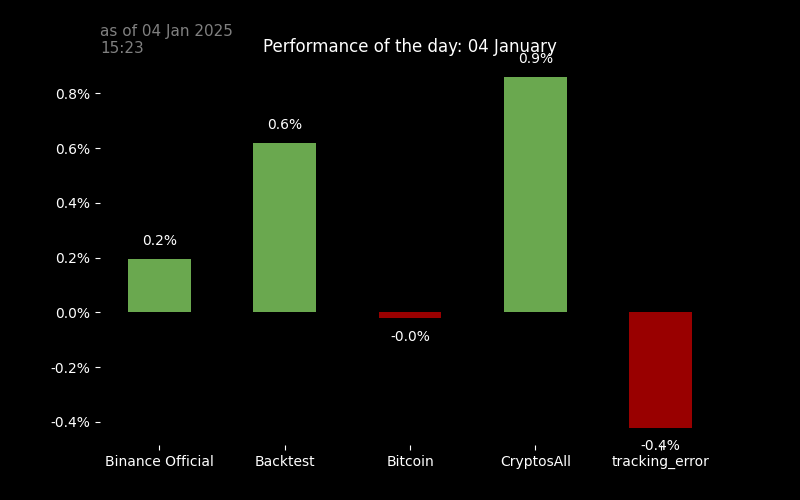 as of 04 Jan 2025
15:23
Performance of the day: 04 January
0.9%
0.8%
0.6%
0.6%
0.4%
0.2%
0.2%
0.0%
-0.0%
-0.2%
-0.4%
-0.4%
Binance Official
Backtest
Bitcoin
CryptosAll
tracking_error